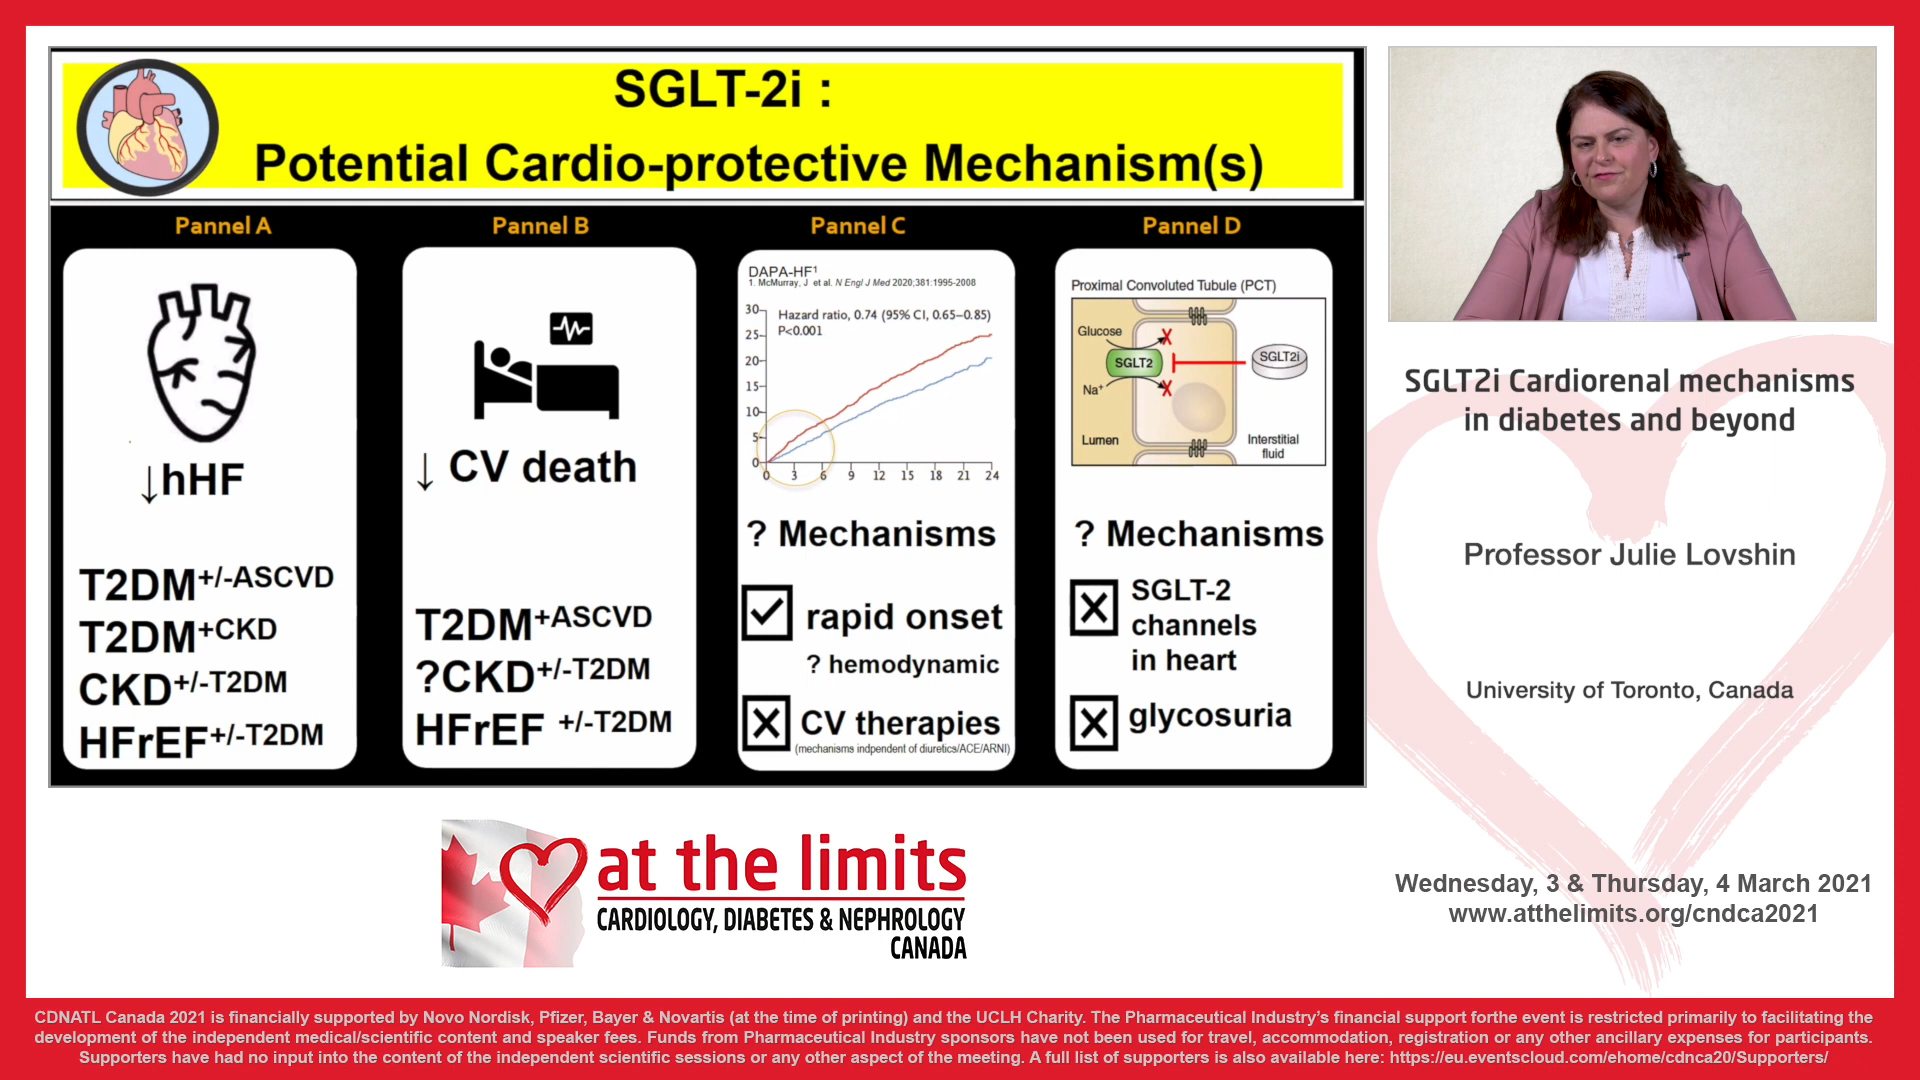 SGLT-2i :
Potential Cardio-protective Mechanism(s)
Pannel A
↓hHF
T2DM+/-ASCVD
T2DM+CKD
CKD+/-T2DM
HFrEF+/-T2DM
Pannel B
↓ CV death
T2DM+ASCVD
?CKD+/-T2DM
HFrEF +/-T2DM
Pannel C
DAPA-HF¹
1. McMurray, J et al. N Engl J Med 2020;381:1995-2008
Hazard ratio, 0.74 (95% CI, 0.65–0.85)
P<0.001
30
25
20
15
10
5
0
0 3 6 9 12 15 18 21 24
? Mechanisms
rapid onset
? hemodynamic
CV therapies
(mechanisms indpendent of diuretics/ACE/ARNI)
Pannel D
Proximal Convoluted Tubule (PCT)
Glucose
SGLT2
SGLT2i
Na⁺
Lumen
Interstitial
fluid
? Mechanisms
SGLT-2
channels
in heart
glycosuria
SGLT2i Cardiorenal mechanisms
in diabetes and beyond
Professor Julie Lovshin
University of Toronto, Canada
Wednesday, 3 & Thursday, 4 March 2021
www.atthelimits.org/cndca2021
at the limits
CARDIOLOGY, DIABETES & NEPHROLOGY
CANADA
CDNATL Canada 2021 is financially supported by Novo Nordisk, Pfizer, Bayer & Novartis (at the time of printing) and the UCLH Charity. The Pharmaceutical Industry's financial support forthe event is restricted primarily to facilitating the
development of the independent medical/scientific content and speaker fees. Funds from Pharmaceutical Industry sponsors have not been used for travel, accommodation, registration or any other ancillary expenses for participants.
Supporters have had no input into the content of the independent scientific sessions or any other aspect of the meeting. A full list of supporters is also available here: https://eu.eventscloud.com/ehome/cdnca20/Supporters/